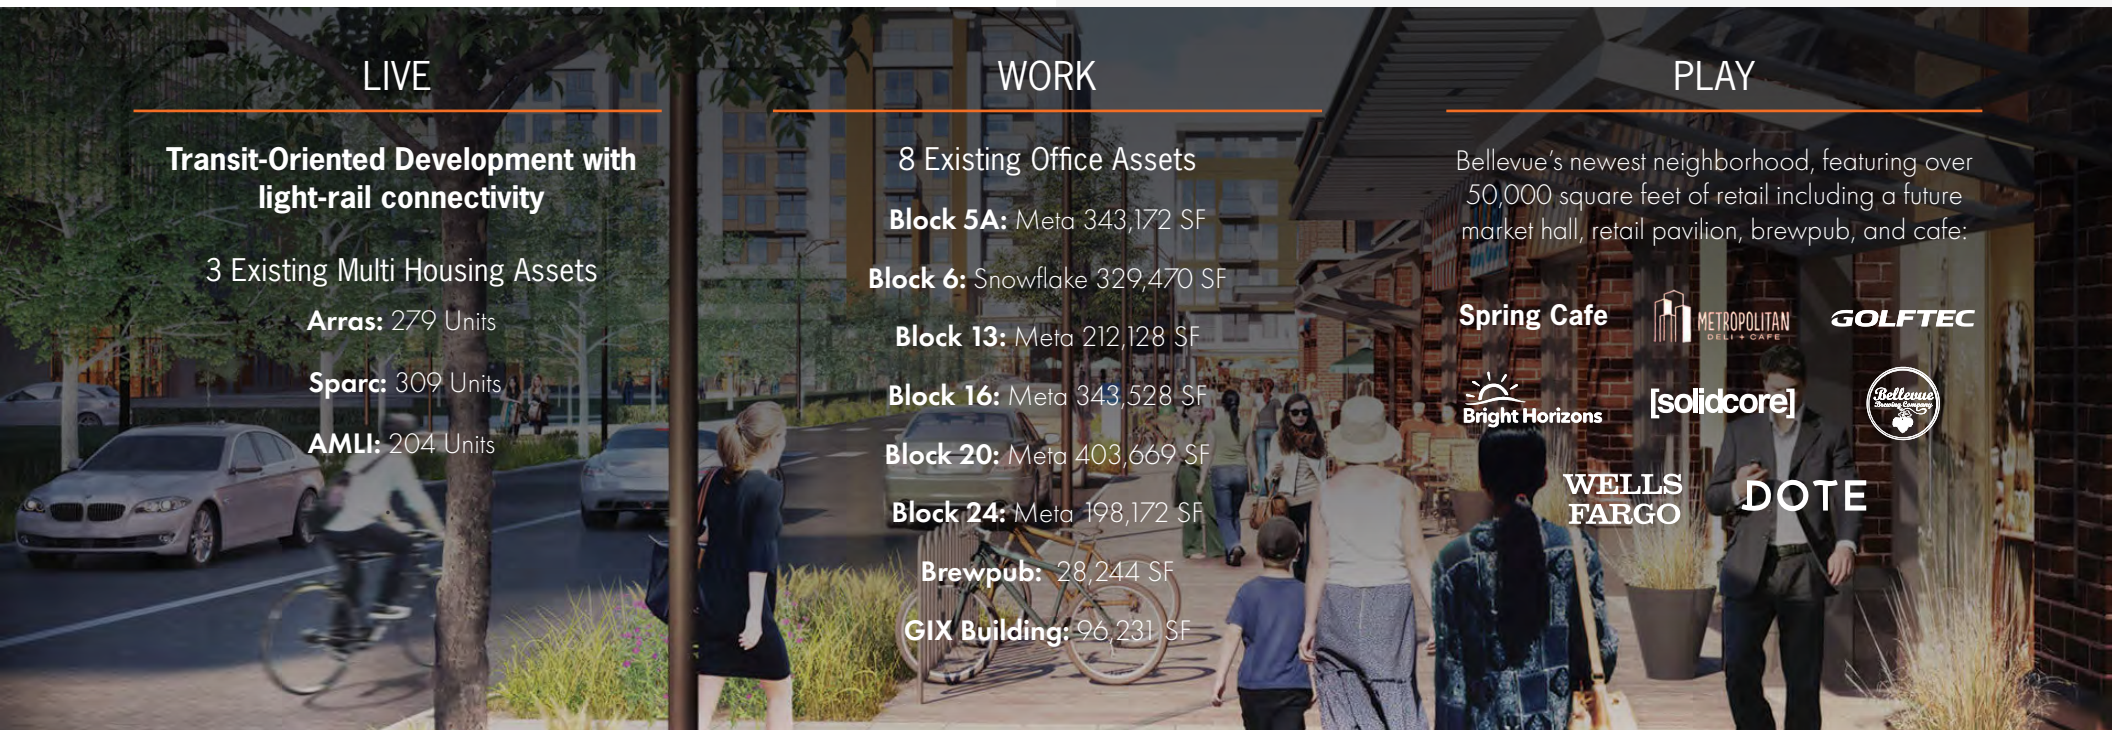 LIVE
Transit-Oriented Development with
light-rail connectivity
3 Existing Multi Housing Assets
Arras: 279 Units
Sparc: 309 Units
AMLI: 204 Units
WORK
8 Existing Office Assets
Block 5A: Meta 343,172 SF
Block 6: Snowflake 329,470 SF
Block 13: Meta 212,128 SF
Block 16: Meta 343,528 SF
Block 20: Meta 403,669 SF
Block 24: Meta 198,172 SF
Brewpub: 28,244 SF
GIX Building: 96,231 SF
PLAY
Bellevue's newest neighborhood, featuring over
50,000 square feet of retail including a future
market hall, retail pavilion, brewpub, and cafe:
Spring Cafe
METROPOLITAN
DELI + CAFE
GOLFTEC
Bright Horizons
[solidcore]
Bellevue
Brewing Company
WELLS
FARGO
DOTE